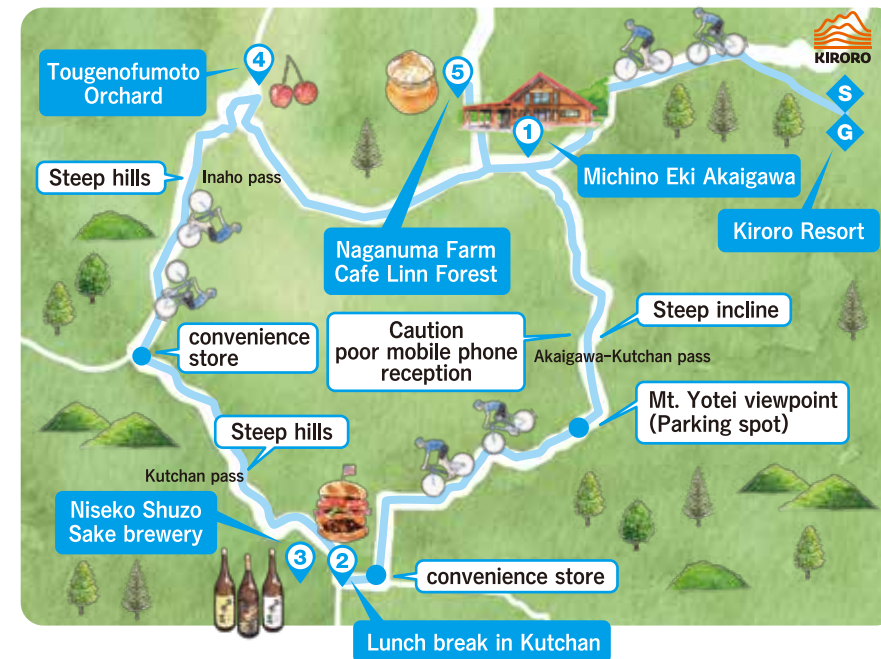 KIRORO
S
G
4
Tougenofumoto
Orchard
5
1
Michino Eki Akaigawa
Kiroro Resort
Steep hills
Inaho pass
Naganuma Farm
Cafe Linn Forest
Steep incline
Caution
poor mobile phone
reception
Akaigawa-Kutchan pass
convenience
store
Mt. Yotei viewpoint
(Parking spot)
Steep hills
Kutchan pass
Niseko Shuzo
Sake brewery
3
2
convenience store
Lunch break in Kutchan